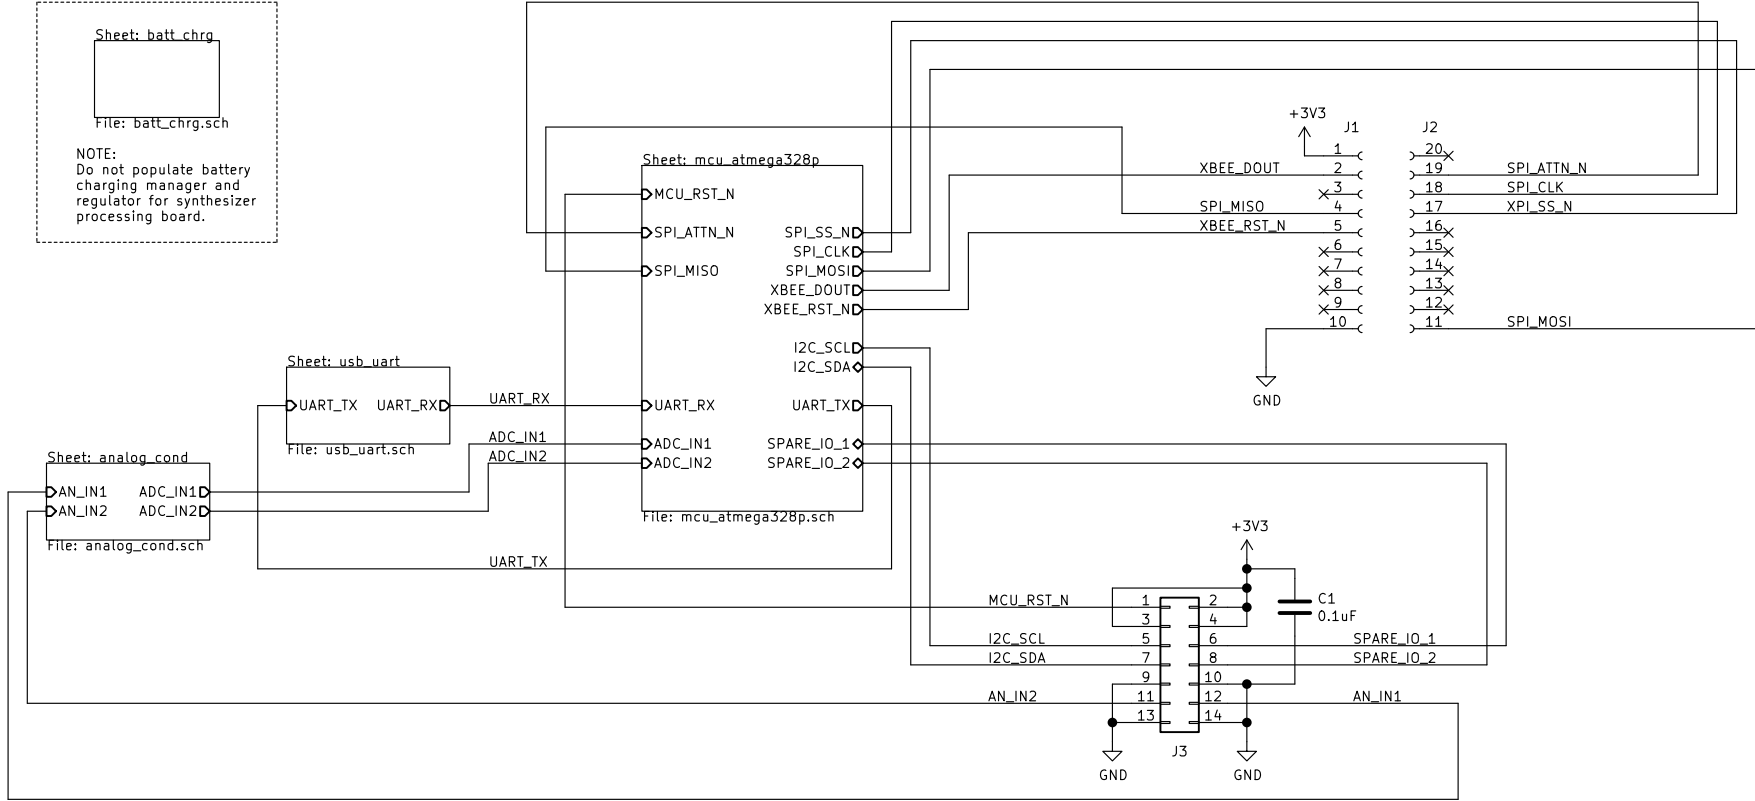 Sheet: batt_chrg
File: batt_chrg.sch
NOTE:
Do not populate battery
charging manager and
regulator for synthesizer
processing board.
Sheet: mcu_atmega328p
MCU_RST_N
SPI_ATTN_N
SPI_MISO
SPI_SS_N
SPI_CLK
SPI_MOSI
XBEE_DOUT
XBEE_RST_N
I2C_SCL
I2C_SDA
UART_RX
UART_TX
ADC_IN1
ADC_IN2
SPARE_IO_1
SPARE_IO_2
File: mcu_atmega328p.sch
Sheet: usb_uart
UART_TX
UART_RX
File: usb_uart.sch
UART_RX
ADC_IN1
ADC_IN2
UART_TX
Sheet: analog_cond
AN_IN1
AN_IN2
ADC_IN1
ADC_IN2
File: analog_cond.sch
+3V3
J1
J2
XBEE_DOUT
SPI_MISO
XBEE_RST_N
1
2
3
4
5
6
7
8
9
10
20
19
18
17
16
15
14
13
12
11
SPI_ATTN_N
SPI_CLK
XPI_SS_N
SPI_MOSI
GND
+3V3
C1
0.1uF
MCU_RST_N
I2C_SCL
I2C_SDA
AN_IN2
1
3
5
7
9
11
13
2
4
6
8
10
12
14
SPARE_IO_1
SPARE_IO_2
AN_IN1
J3
GND
GND